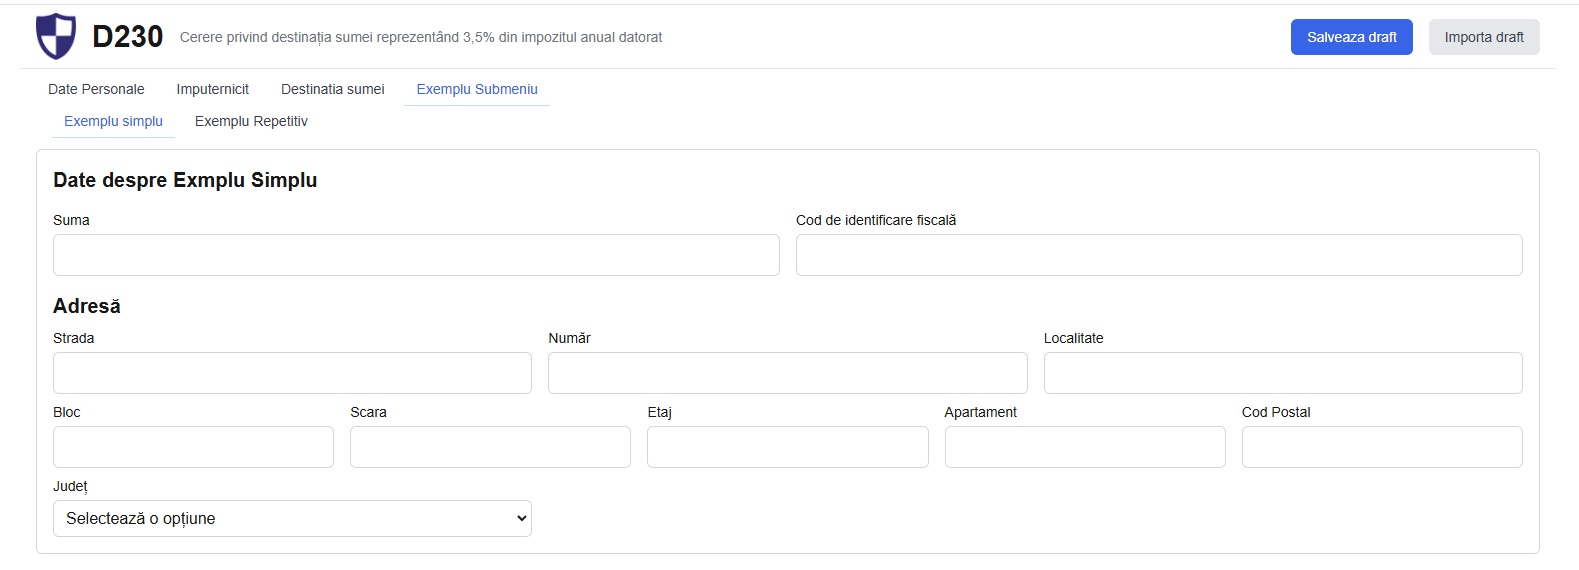 D230 Cerere privind destinația sumei reprezentând 3,5% din impozitul anual datorat Salveaza draft Importa draft
Date Personale Imputernicit Destinatia sumei Exemplu Submeniu
Exemplu simplu Exemplu Repetitiv
Date despre Exmplu Simplu
Suma Cod de identificare fiscală
Adresă
Strada Număr Localitate
Bloc Scara Etaj Apartament Cod Postal
Județ
Selectează o opțiune